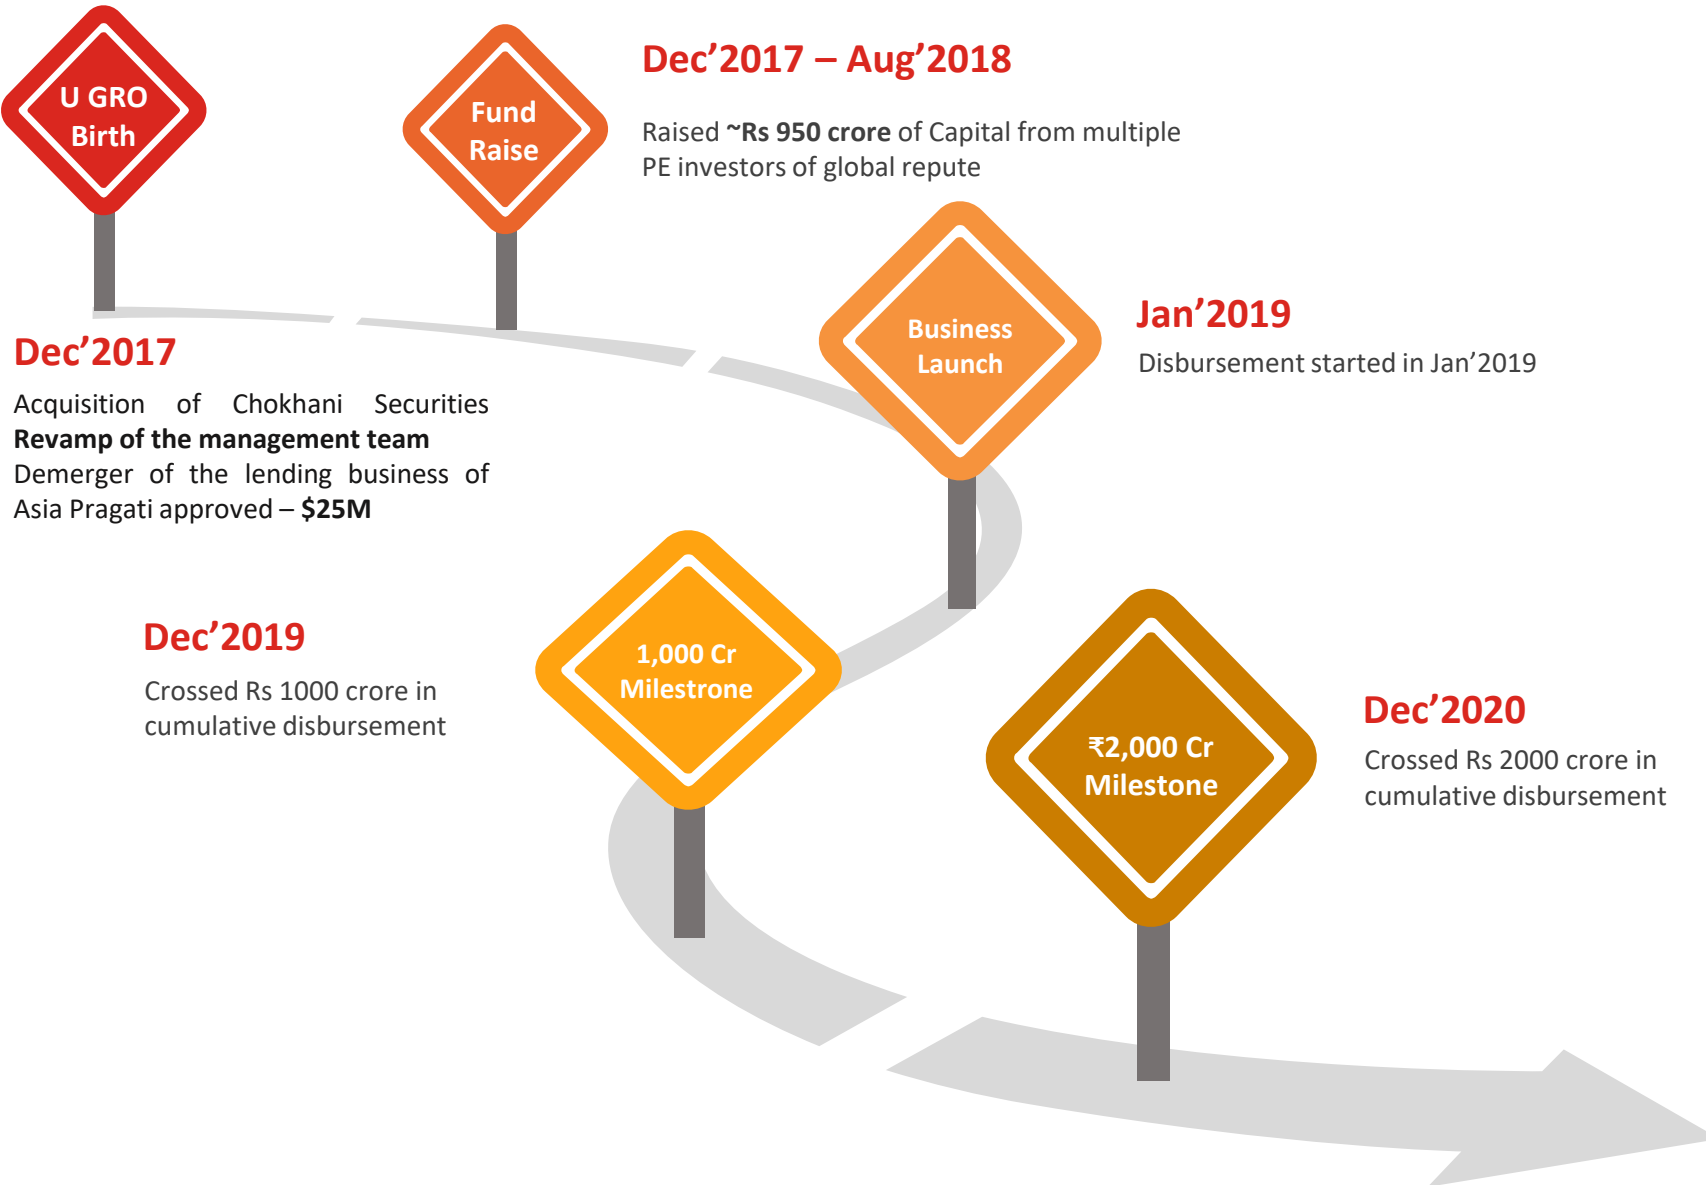 U GRO
Birth
Fund
Raise
Dec’2017 – Aug’2018
Raised ~Rs 950 crore of Capital from multiple
PE investors of global repute
Dec’2017
Acquisition of Chokhani Securities
Revamp of the management team
Demerger of the lending business of
Asia Pragati approved – $25M
Business
Launch
Jan’2019
Disbursement started in Jan’2019
Dec’2019
Crossed Rs 1000 crore in
cumulative disbursement
1,000 Cr
Milestrone
₹2,000 Cr
Milestone
Dec’2020
Crossed Rs 2000 crore in
cumulative disbursement